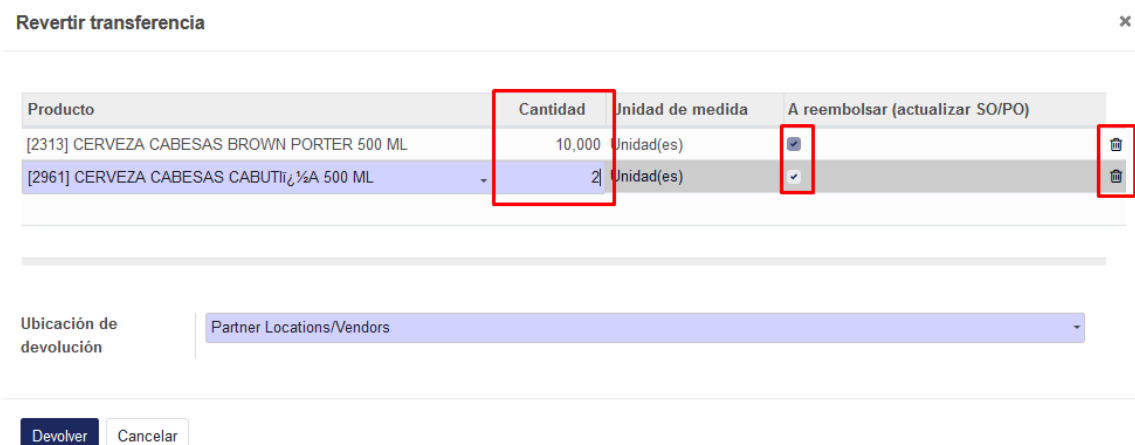 Revertir transferencia
×
Producto Cantidad Unidad de medida A reembolsar (actualizar SO/PO)
[2313] CERVEZA CABESAS BROWN PORTER 500 ML 10,000 Unidad(es)
[2961] CERVEZA CABESAS CABUTIï¿½A 500 ML 2 Unidad(es)
Ubicación de devolución Partner Locations/Vendors
Devolver Cancelar